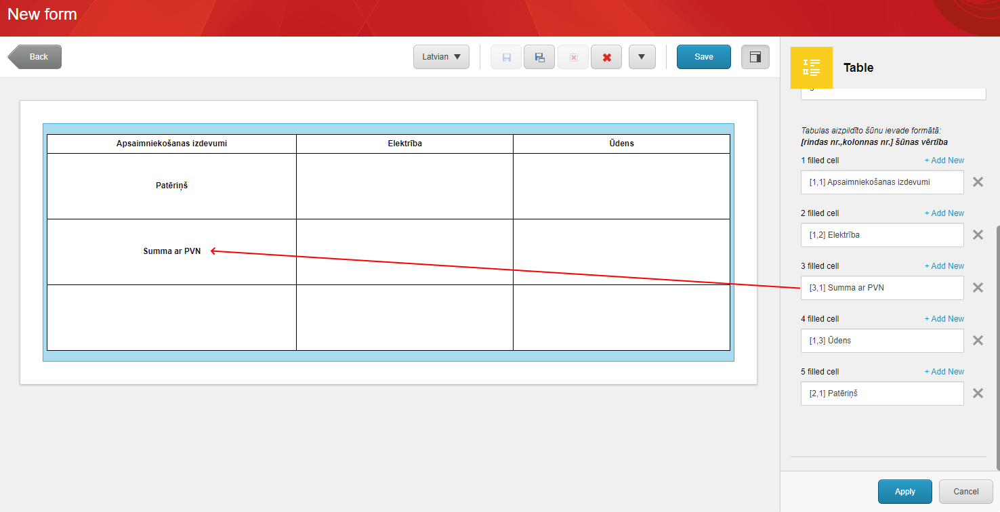 New form
Back
Latvian
Save
Table
Apsaimniekošanas izdevumi
Elektrība
Ūdens
Patēriņš
Summa ar PVN
Tabulas aizpildīto šūnu ievade formātā:
[rindas nr.,kolonnas nr.] šūnas vērtība
1 filled cell + Add New
[1,1] Apsaimniekošanas izdevumi
2 filled cell + Add New
[1,2] Elektrība
3 filled cell + Add New
[3,1] Summa ar PVN
4 filled cell + Add New
[1,3] Ūdens
5 filled cell + Add New
[2,1] Patēriņš
Apply
Cancel